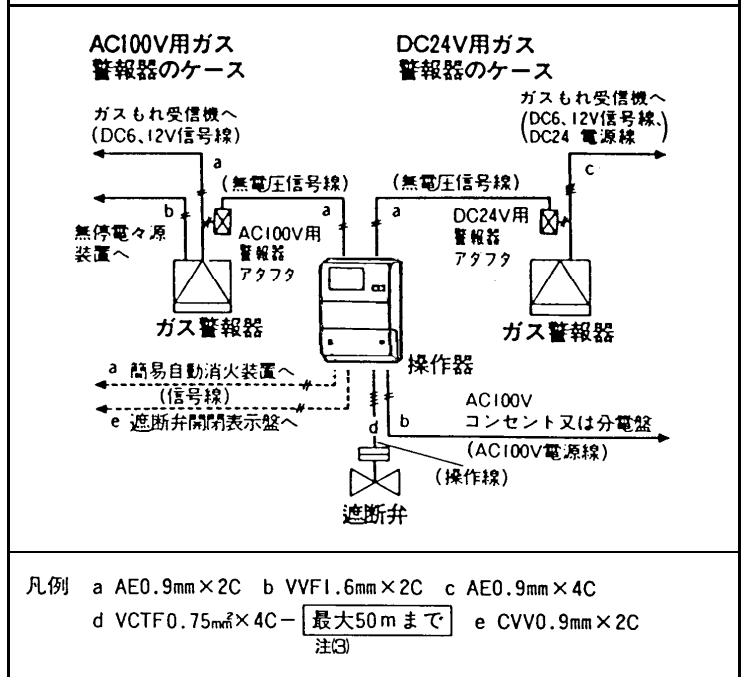 AC100V用ガス
警報器のケース
DC24V用ガス
警報器のケース
ガスもれ受信機へ
(DC6、12V信号線)
ガスもれ受信機へ
(DC6、12V信号線、
DC24 電源線)
a
c
(無電圧信号線)
(無電圧信号線)
b
a
a
無停電々源
装置へ
AC100V用
警報器
アタフタ
DC24V用
警報器
アタフタ
ガス警報器
ガス警報器
操作器
a 簡易自動消火装置へ
(信号線)
e 遮断弁開閉表示盤へ
AC100V
コンセント又は分電盤
d
b
(AC100V電源線)
(操作線)
遮断弁
凡例 a AE0.9mm×2C b VVF1.6mm×2C c AE0.9mm×4C
d VCTF0.75mm²×4C− 最大50mまで e CVV0.9mm×2C
注(3)